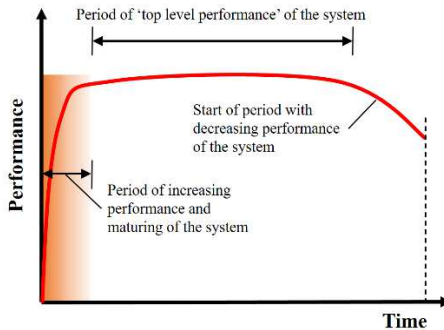 Period of ‘top level performance’ of the system
Start of period with
decreasing performance
of the system
Period of increasing
performance and
maturing of the system
Performance
Time